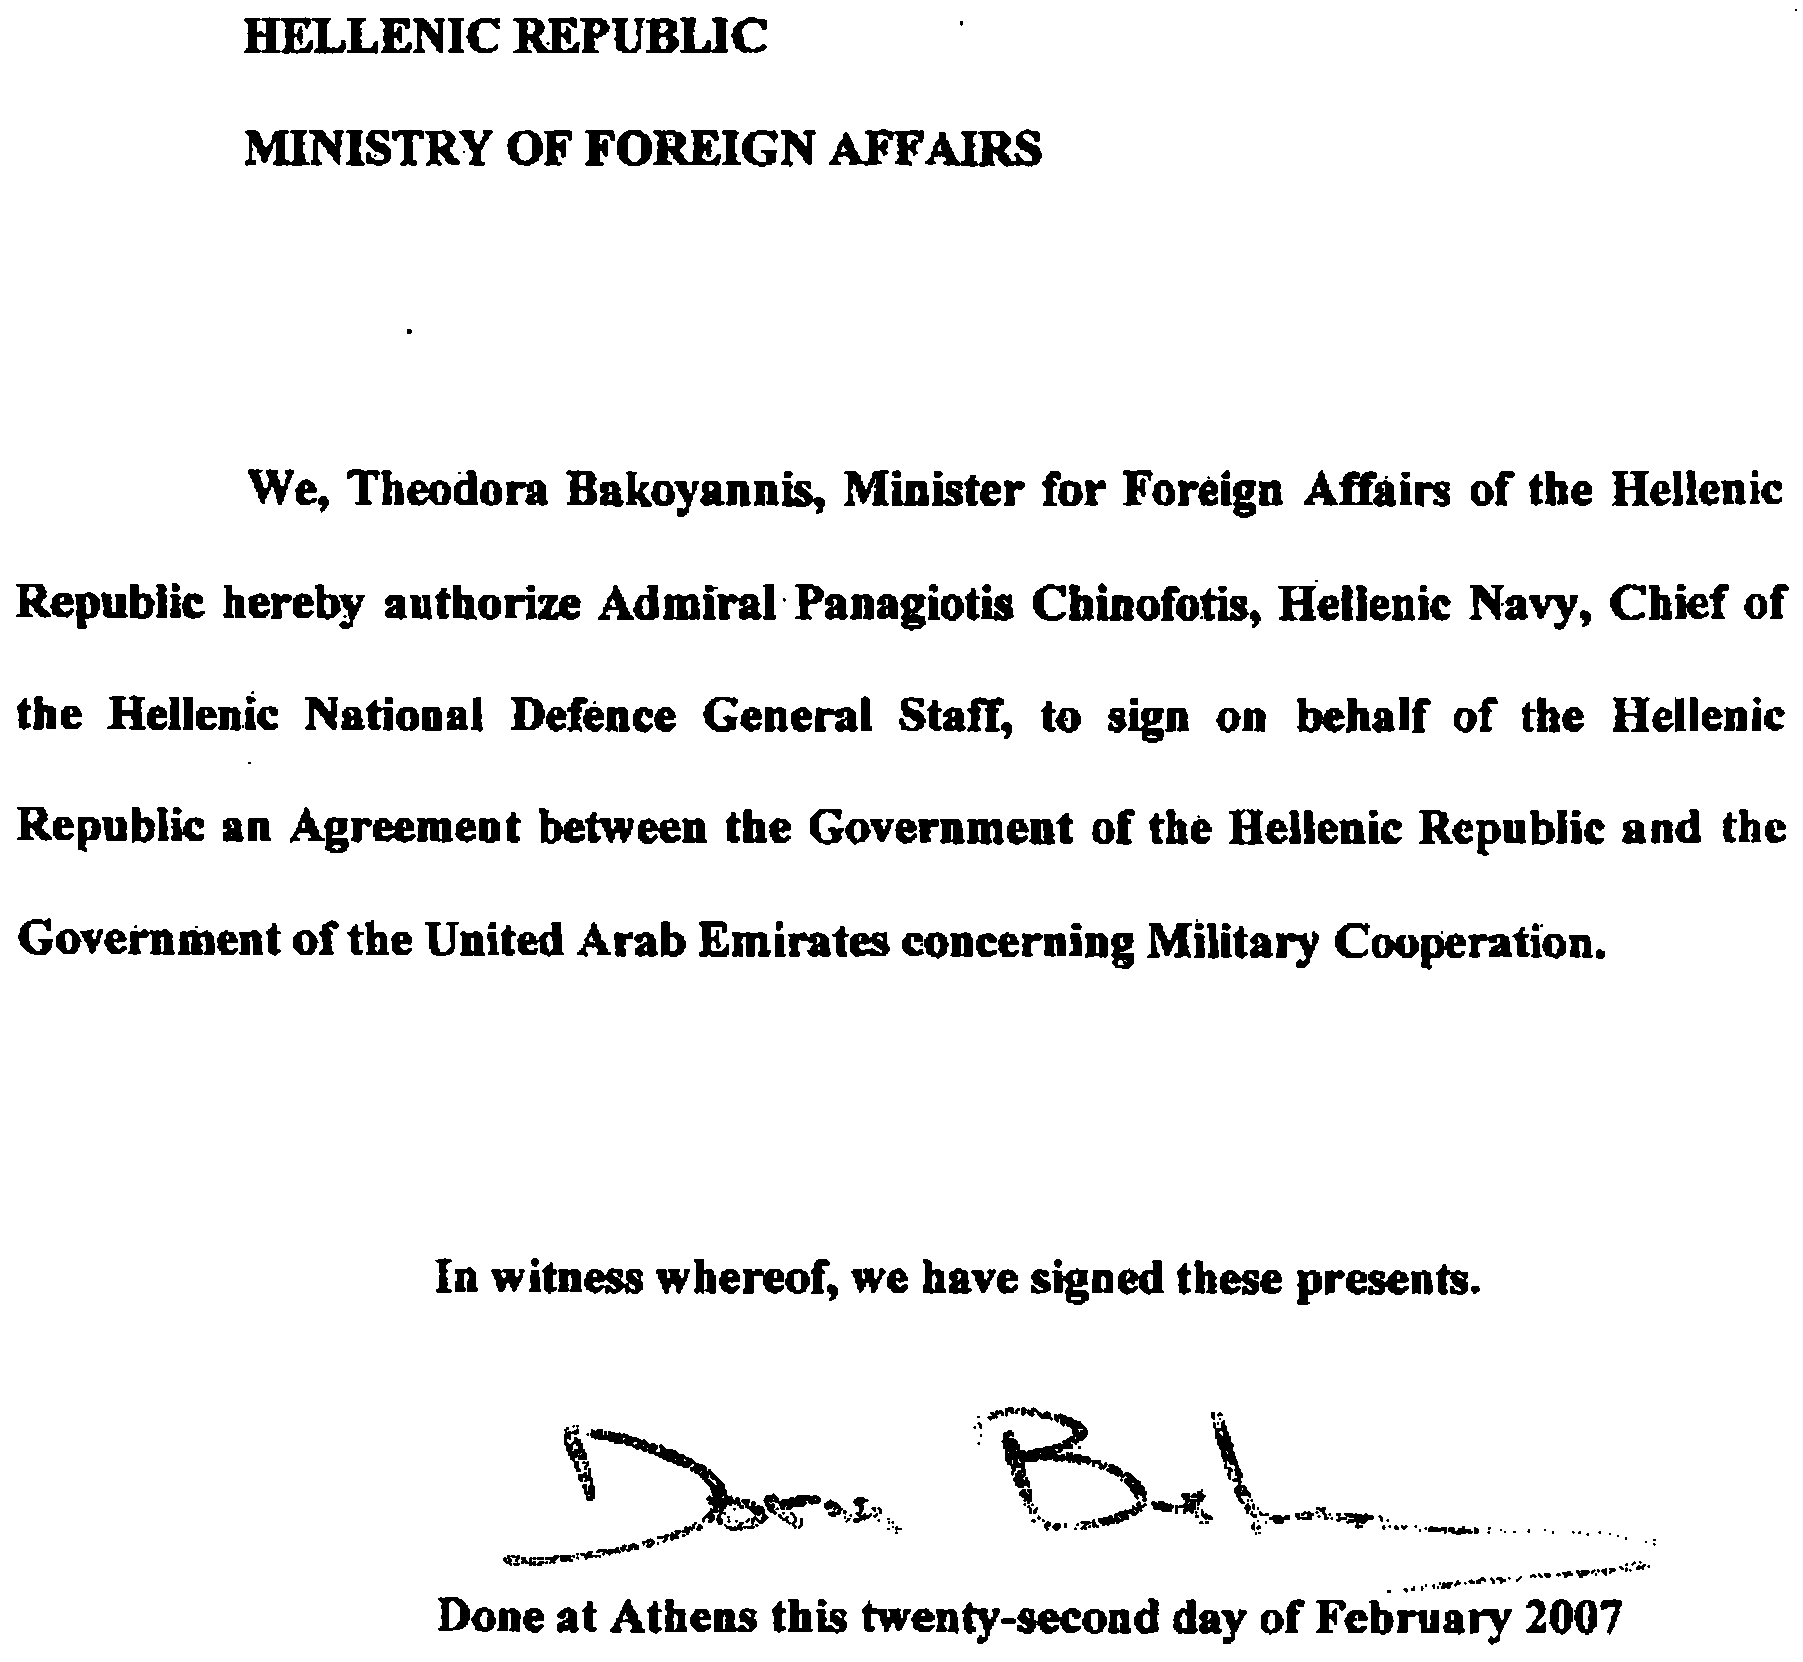 HELLENIC REPUBLIC
MINISTRY OF FOREIGN AFFAIRS
We, Theodora Bakoyannis, Minister for Foreign Affairs of the Hellenic
Republic hereby authorize Admiral Panagiotis Chinofotis, Hellenic Navy, Chief of
the Hellenic National Defence General Staff, to sign on behalf of the Hellenic
Republic an Agreement between the Government of the Hellenic Republic and the
Government of the United Arab Emirates concerning Military Cooperation.
In witness whereof, we have signed these presents.
Done at Athens this twenty-second day of February 2007